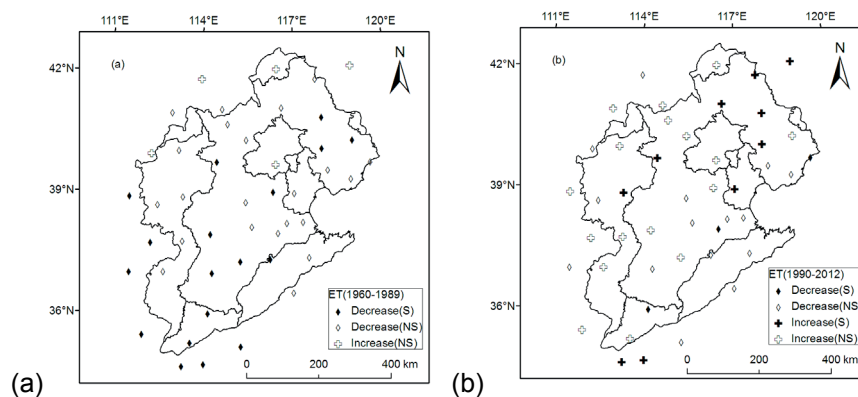 111°E 114°E 117°E 120°E
(a)
N
42°N
39°N
36°N
ET(1960-1989)
Decrease(S)
Decrease(NS)
Increase(NS)
0 200 400 km
(a)
111°E 114°E 117°E 120°E
(b)
N
42°N
39°N
36°N
ET(1990-2012)
Decrease(S)
Decrease(NS)
Increase(S)
Increase(NS)
0 200 400 km
(b)